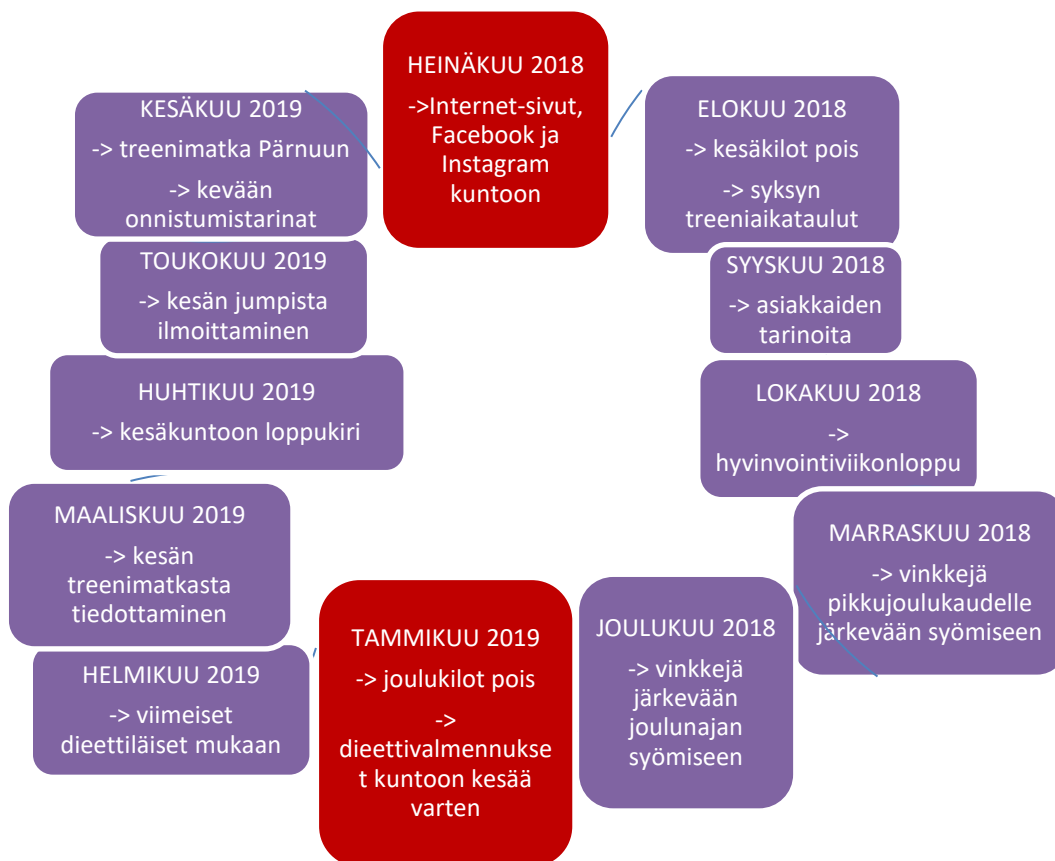 HEINÄKUU 2018
->Internet-sivut,
Facebook ja
Instagram
kuntoon
ELOKUU 2018
-> kesäkilot pois
-> syksyn
treeniaikataulut
SYYSKUU 2018
-> asiakkaiden
tarinoita
LOKAKUU 2018
->
hyvinvointiviikonloppu
MARRASKUU 2018
-> vinkkejä
pikkujoulukaudelle
järkevään syömiseen
JOULUKUU 2018
-> vinkkejä
järkevään
joulunajan
syömiseen
TAMMIKUU 2019
-> joulukilot pois
->
dieettivalmennukse
t kuntoon kesää
varten
HELMIKUU 2019
-> viimeiset
dieettiläiset mukaan
MAALISKUU 2019
-> kesän
treenimatkasta
tiedottaminen
HUHTIKUU 2019
-> kesäkuntoon loppukiri
TOUKOKUU 2019
-> kesän jumpista
ilmoittaminen
KESÄKUU 2019
-> treenimatka Pärnuun
-> kevään
onnistumistarinat